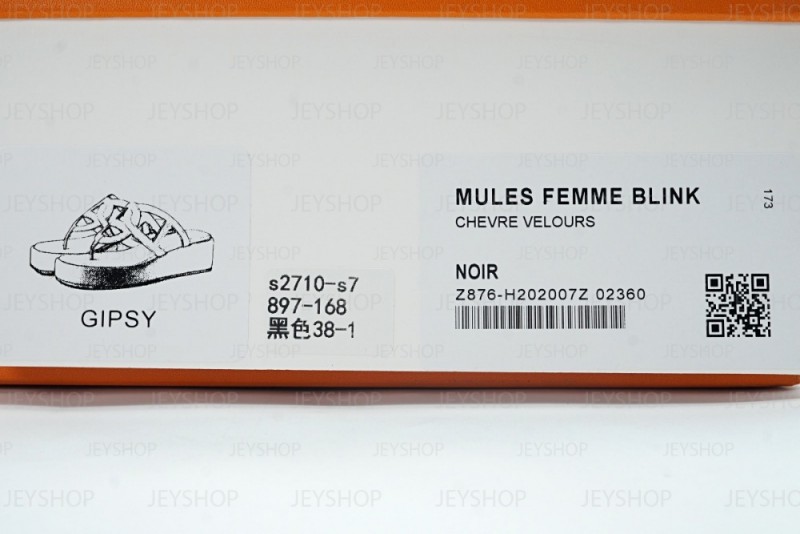 GIPSY
s2710-s7
897-168
黑色38-1
MULES FEMME BLINK
CHEVRE VELOURS
NOIR
Z876-H202007Z 02360
173
JEYSHOP